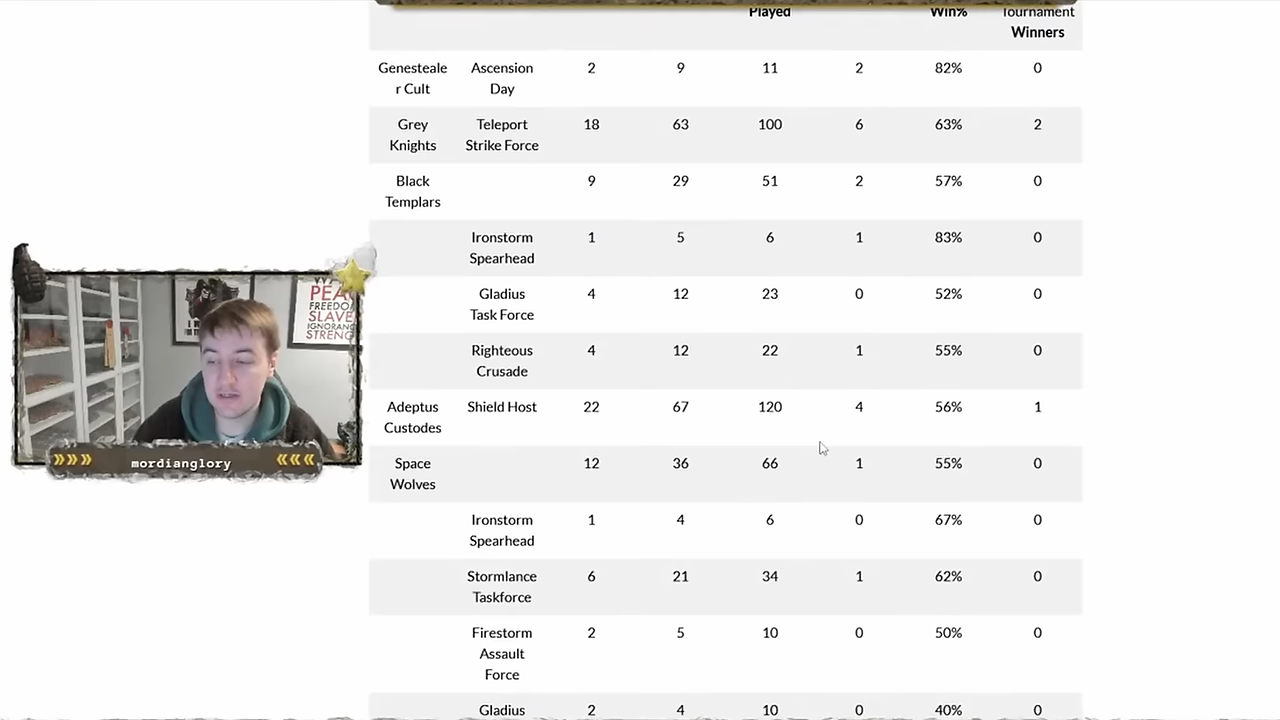 Played Win% Tournament
Winners
Genesteale Ascension 2 9 11 2 82% 0
r Cult Day
Grey Teleport 18 63 100 6 63% 2
Knights Strike Force
Black 9 29 51 2 57% 0
Templars
Ironstorm 1 5 6 1 83% 0
Spearhead
Gladius 4 12 23 0 52% 0
Task Force
Righteous 4 12 22 1 55% 0
Crusade
Adeptus Shield Host 22 67 120 4 56% 1
Custodes
Space 12 36 66 1 55% 0
Wolves
Ironstorm 1 4 6 0 67% 0
Spearhead
Stormlance 6 21 34 1 62% 0
Taskforce
Firestorm 2 5 10 0 50% 0
Assault
Force
Gladius 2 4 10 0 40% 0
PEA
FREEDO
SLAVE
IGNORANC
STRENG
mordianglory